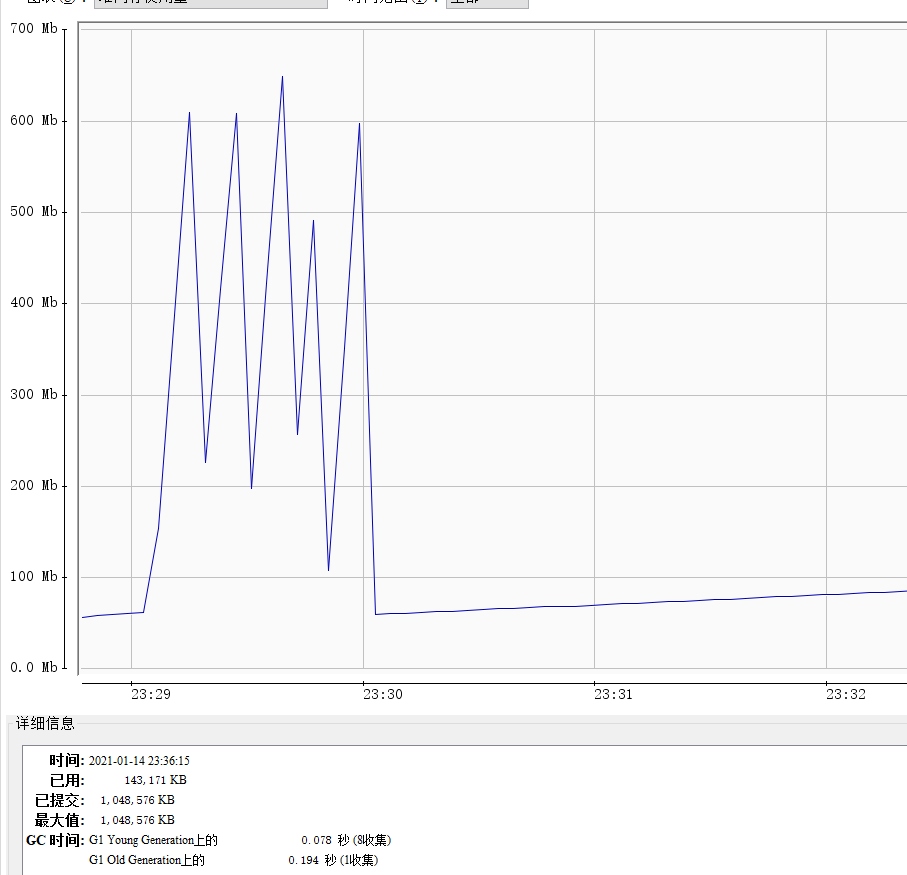 700 Mb
600 Mb
500 Mb
400 Mb
300 Mb
200 Mb
100 Mb
0.0 Mb
23:29 23:30 23:31 23:32
详细信息
时间: 2021-01-14 23:36:15
已用: 143,171 KB
已提交: 1,048,576 KB
最大值: 1,048,576 KB
GC 时间: G1 Young Generation上的 0.078 秒 (8收集)
G1 Old Generation上的 0.194 秒 (1收集)